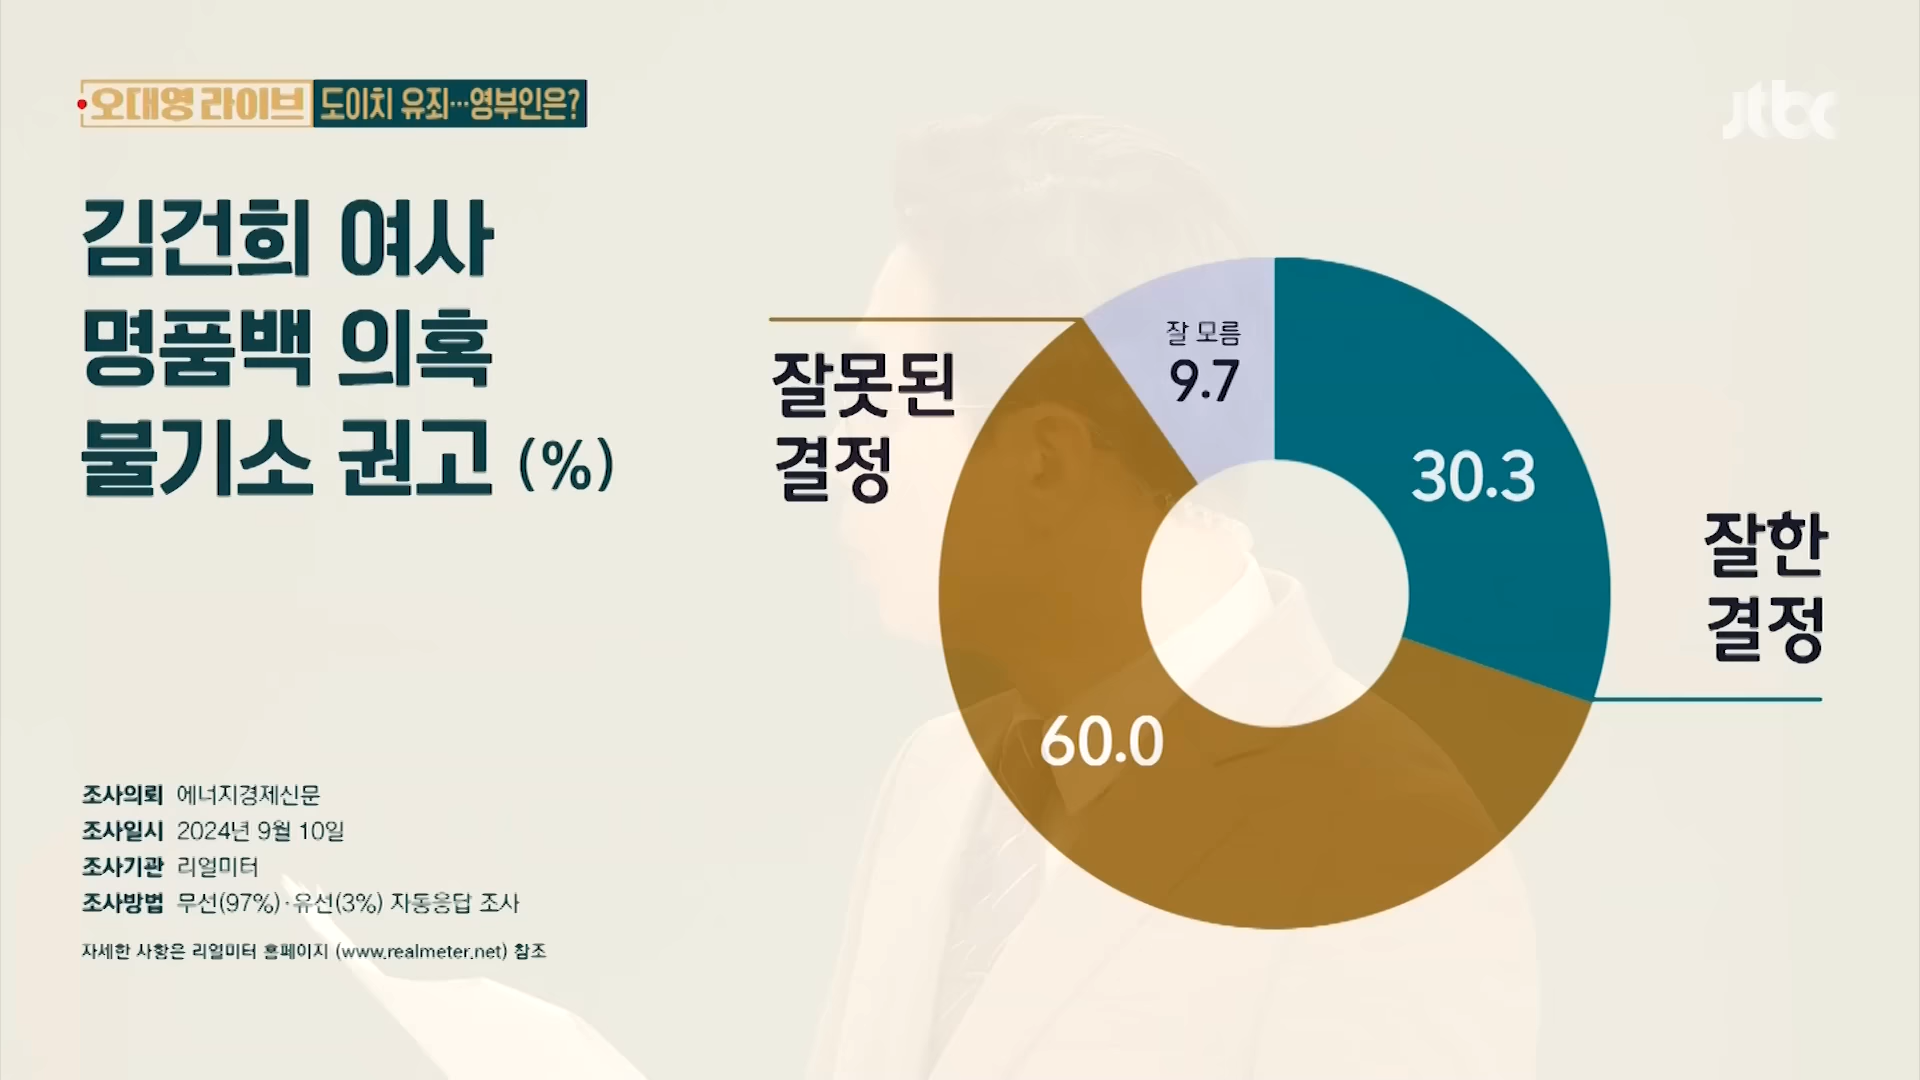 오대영 라이브 도이치 유죄…영부인은?
jtbc
김건희 여사
명품백 의혹
불기소 권고 (%)
잘 모름
9.7
잘못된
결정
30.3
잘한
결정
60.0
조사의뢰 에너지경제신문
조사일시 2024년 9월 10일
조사기관 리얼미터
조사방법 무선(97%)·유선(3%) 자동응답 조사
자세한 사항은 리얼미터 홈페이지 (www.realmeter.net) 참조